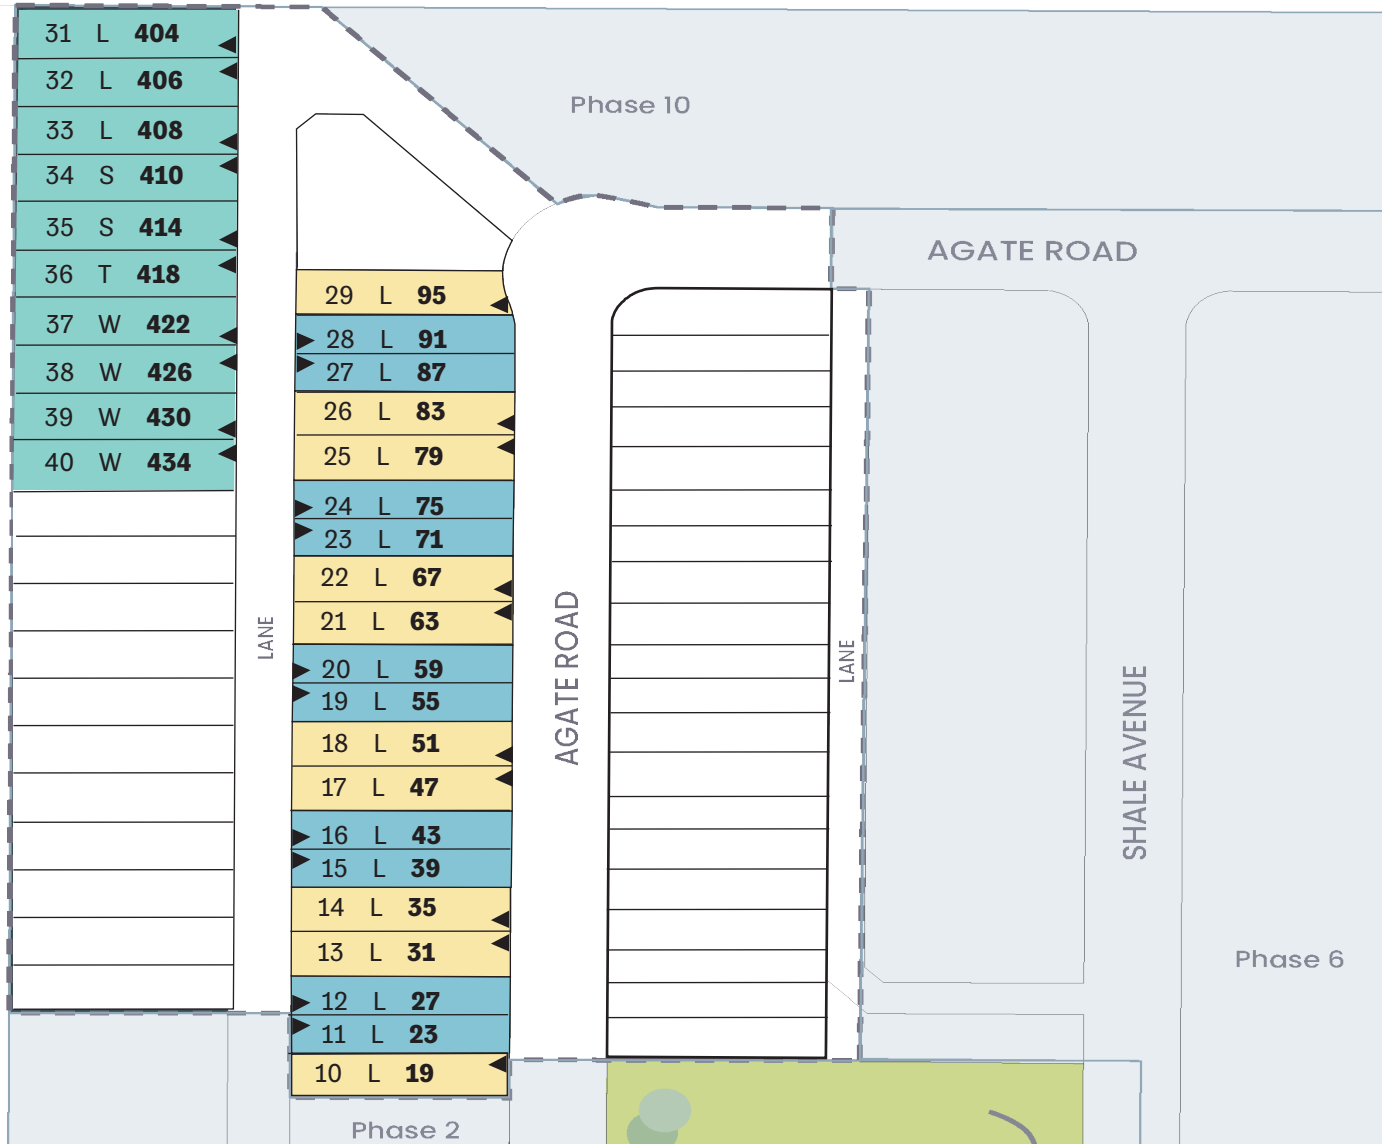 31 L 404
32 L 406
33 L 408
34 S 410
35 S 414
36 T 418
37 W 422
38 W 426
39 W 430
40 W 434
LANE
29 L 95
28 L 91
27 L 87
26 L 83
25 L 79
24 L 75
23 L 71
22 L 67
21 L 63
20 L 59
19 L 55
18 L 51
17 L 47
16 L 43
15 L 39
14 L 35
13 L 31
12 L 27
11 L 23
10 L 19
Phase 2
AGATE ROAD
Phase 10
AGATE ROAD
LANE
SHALE AVENUE
Phase 6